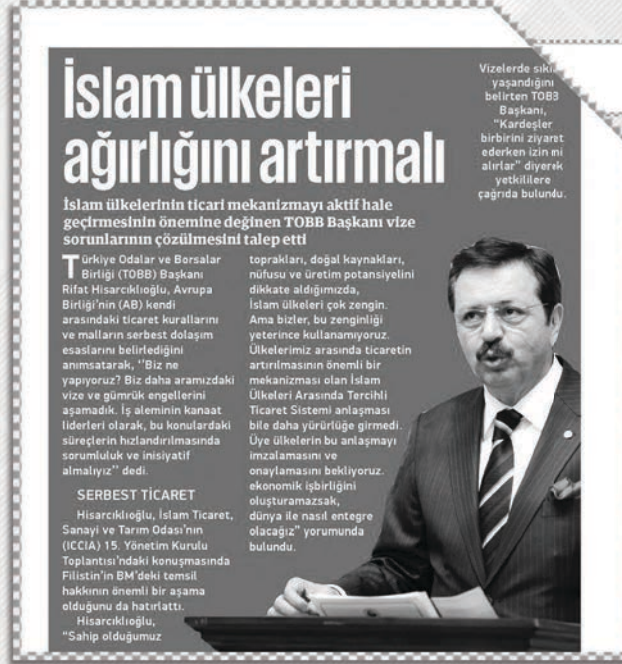 İslam ülkeleri
ağırlığını artırmalı
İslam ülkelerinin ticari mekanizmayı aktif hale
geçirmesinin önemine değinen TOBB Başkanı vize
sorunlarının çözülmesini talep etti
Türkiye Odalar ve Borsalar
Birliği (TOBB) Başkanı
Rifat Hisarcıklıoğlu, Avrupa
Birliği'nin (AB) kendi
arasındaki ticaret kurallarını
ve malların serbest dolaşım
esaslarını belirlediğini
anımsatarak, ''Biz ne
yapıyoruz? Biz daha aramızdaki
vize ve gümrük engellerini
aşamadık. İş aleminin kanaat
liderleri olarak, bu konulardaki
süreçlerin hızlandırılmasında
sorumluluk ve inisiyatif
almalıyız'' dedi.
SERBEST TİCARET
Hisarcıklıoğlu, İslam Ticaret,
Sanayi ve Tarım Odası'nın
(ICCIA) 15. Yönetim Kurulu
Toplantısı'ndaki konuşmasında
Filistin'in BM'deki temsil
hakkının önemli bir aşama
olduğunu da hatırlattı.
Hisarcıklıoğlu,
"Sahip olduğumuz
toprakları, doğal kaynakları,
nüfusu ve üretim potansiyelini
dikkate aldığımızda,
İslam ülkeleri çok zengin.
Ama bizler, bu zenginliği
yeterince kullanamıyoruz.
Ülkelerimiz arasında ticaretin
artırılmasının önemli bir
mekanizması olan İslam
Ülkeleri Arasında Tercihli
Ticaret Sistemi anlaşması
bile daha yürürlüğe girmedi.
Üye ülkelerin bu anlaşmayı
imzalamasını ve
onaylamasını bekliyoruz.
ekonomik işbirliğini
oluşturamazsak,
dünya ile nasıl entegre
olacağız" yorumunda
bulundu.
Vizelerde
yaşandığını
belirten TOBB
Başkanı,
"Kardeşler
birbirini ziyaret
ederken izin mi
alırlar" diyerek
yetkililere
çağrıda bulundu.